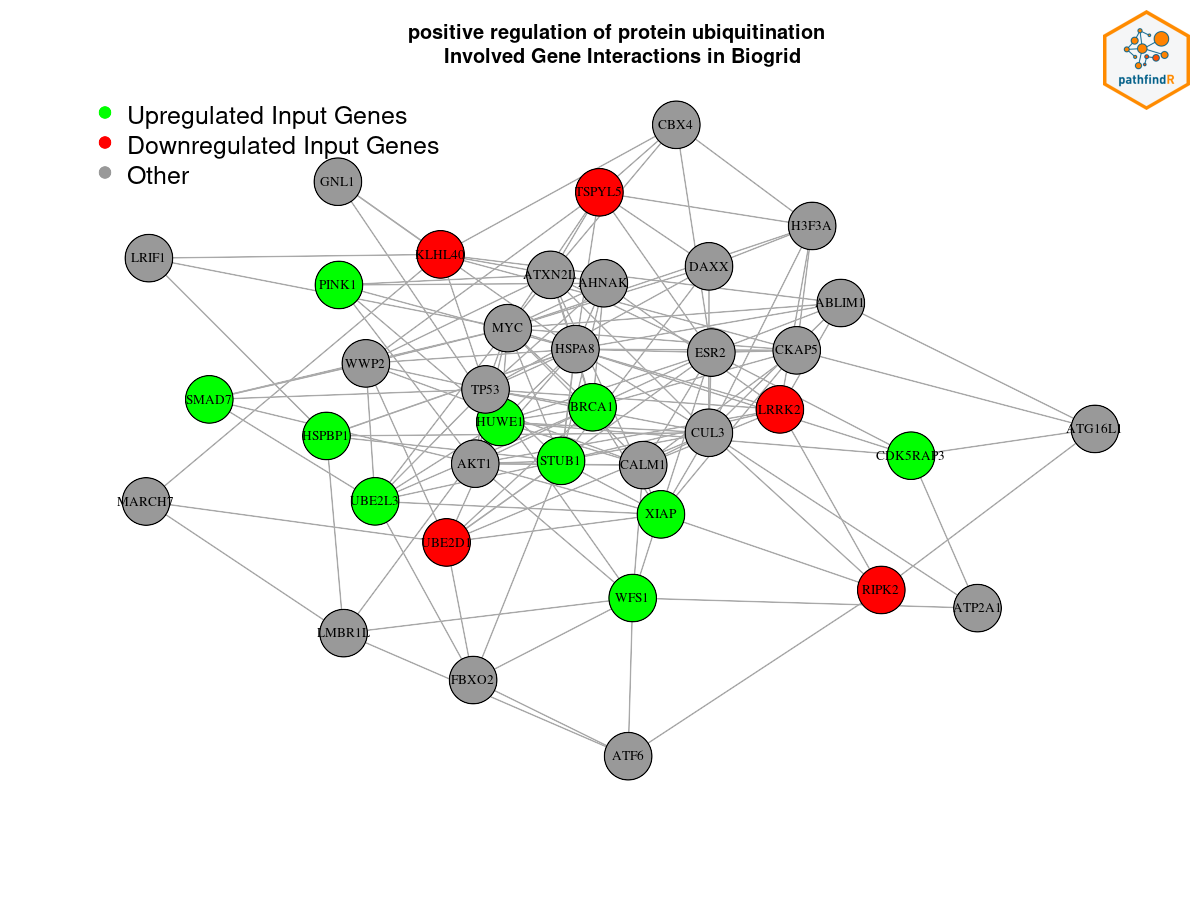 positive regulation of protein ubiquitination
Involved Gene Interactions in Biogrid
pathfindR
Upregulated Input Genes
Downregulated Input Genes
Other
CBX4
GNL1
TSPYL5
H3F3A
KLHL40
LRIF1
DAXX
ATXN2L
AHNAK
PINK1
ABLIM1
MYC
HSPA8
ESR2
CKAP5
WWP2
TP53
SMAD7
BRCA1
LRRK2
HUWE1
ATG16L1
CUL3
HSPBP1
CDK5RAP3
AKT1
STUB1
CALM1
MARCH7
UBE2L3
XIAP
UBE2D1
RIPK2
WFS1
ATP2A1
LMBR1L
FBXO2
ATF6